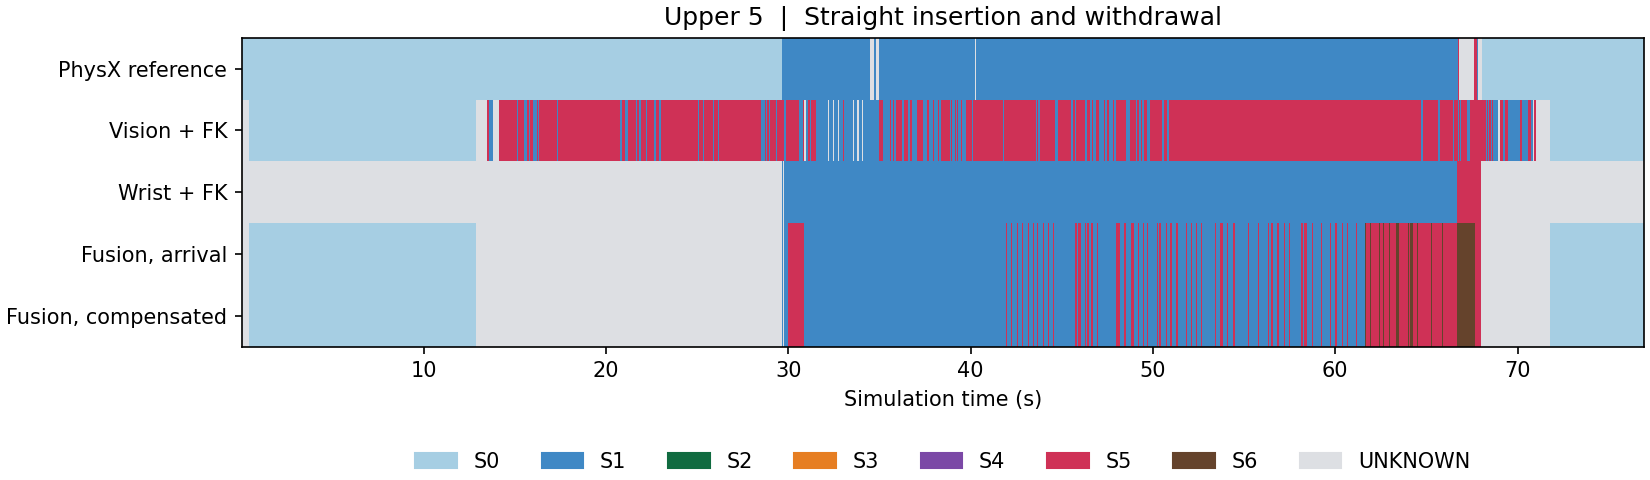 Upper 5 | Straight insertion and withdrawal
PhysX reference
Vision + FK
Wrist + FK
Fusion, arrival
Fusion, compensated
10 20 30 40 50 60 70
Simulation time (s)
S0 S1 S2 S3 S4 S5 S6 UNKNOWN